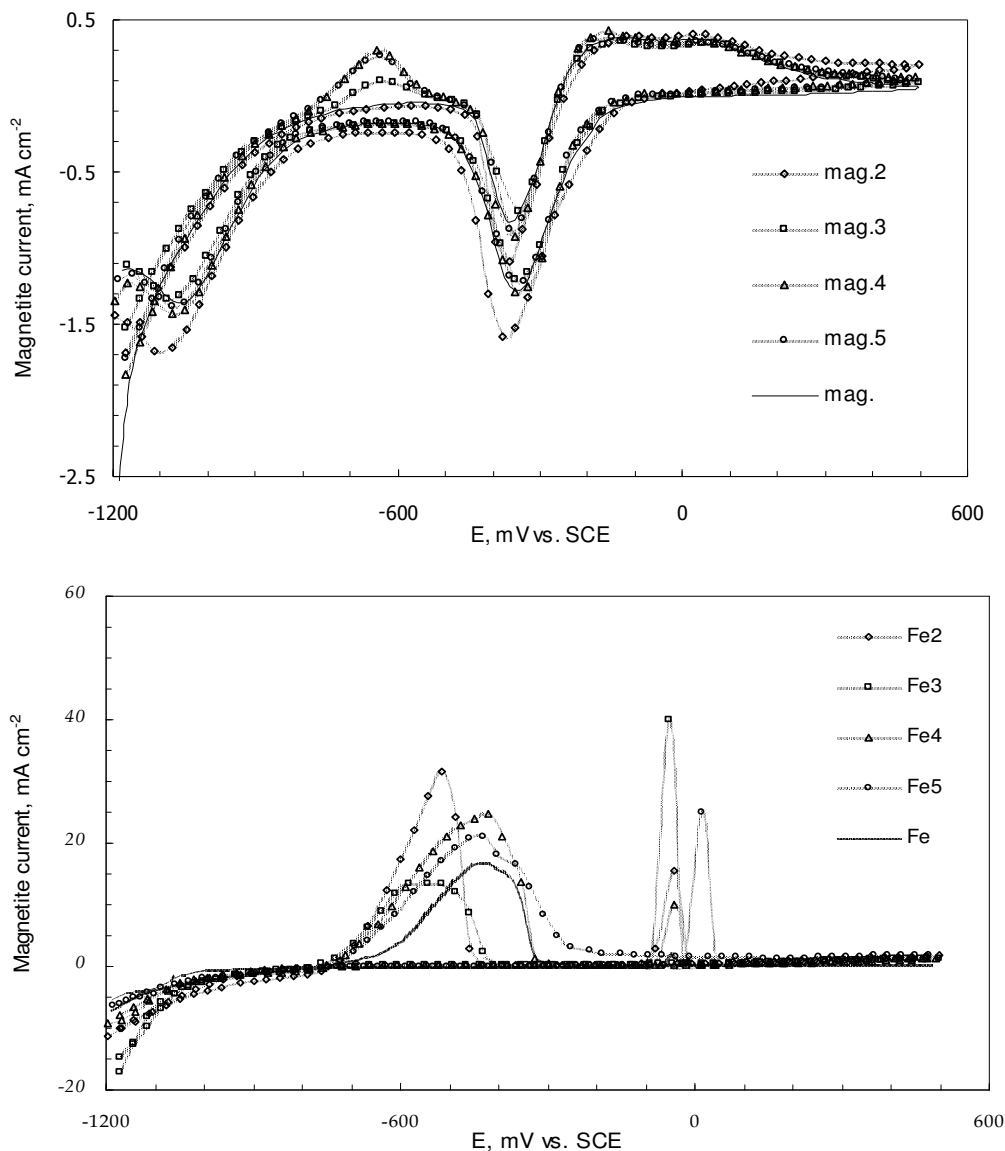 0.5
-0.5
-1.5
-2.5
Magnetite current, mA cm-2
mag.2
mag.3
mag.4
mag.5
mag.
-1200
-600
0
600
E, mV vs. SCE
60
40
20
0
-20
Magnetite current, mA cm-2
Fe2
Fe3
Fe4
Fe5
Fe
-1200
-600
0
600
E, mV vs. SCE